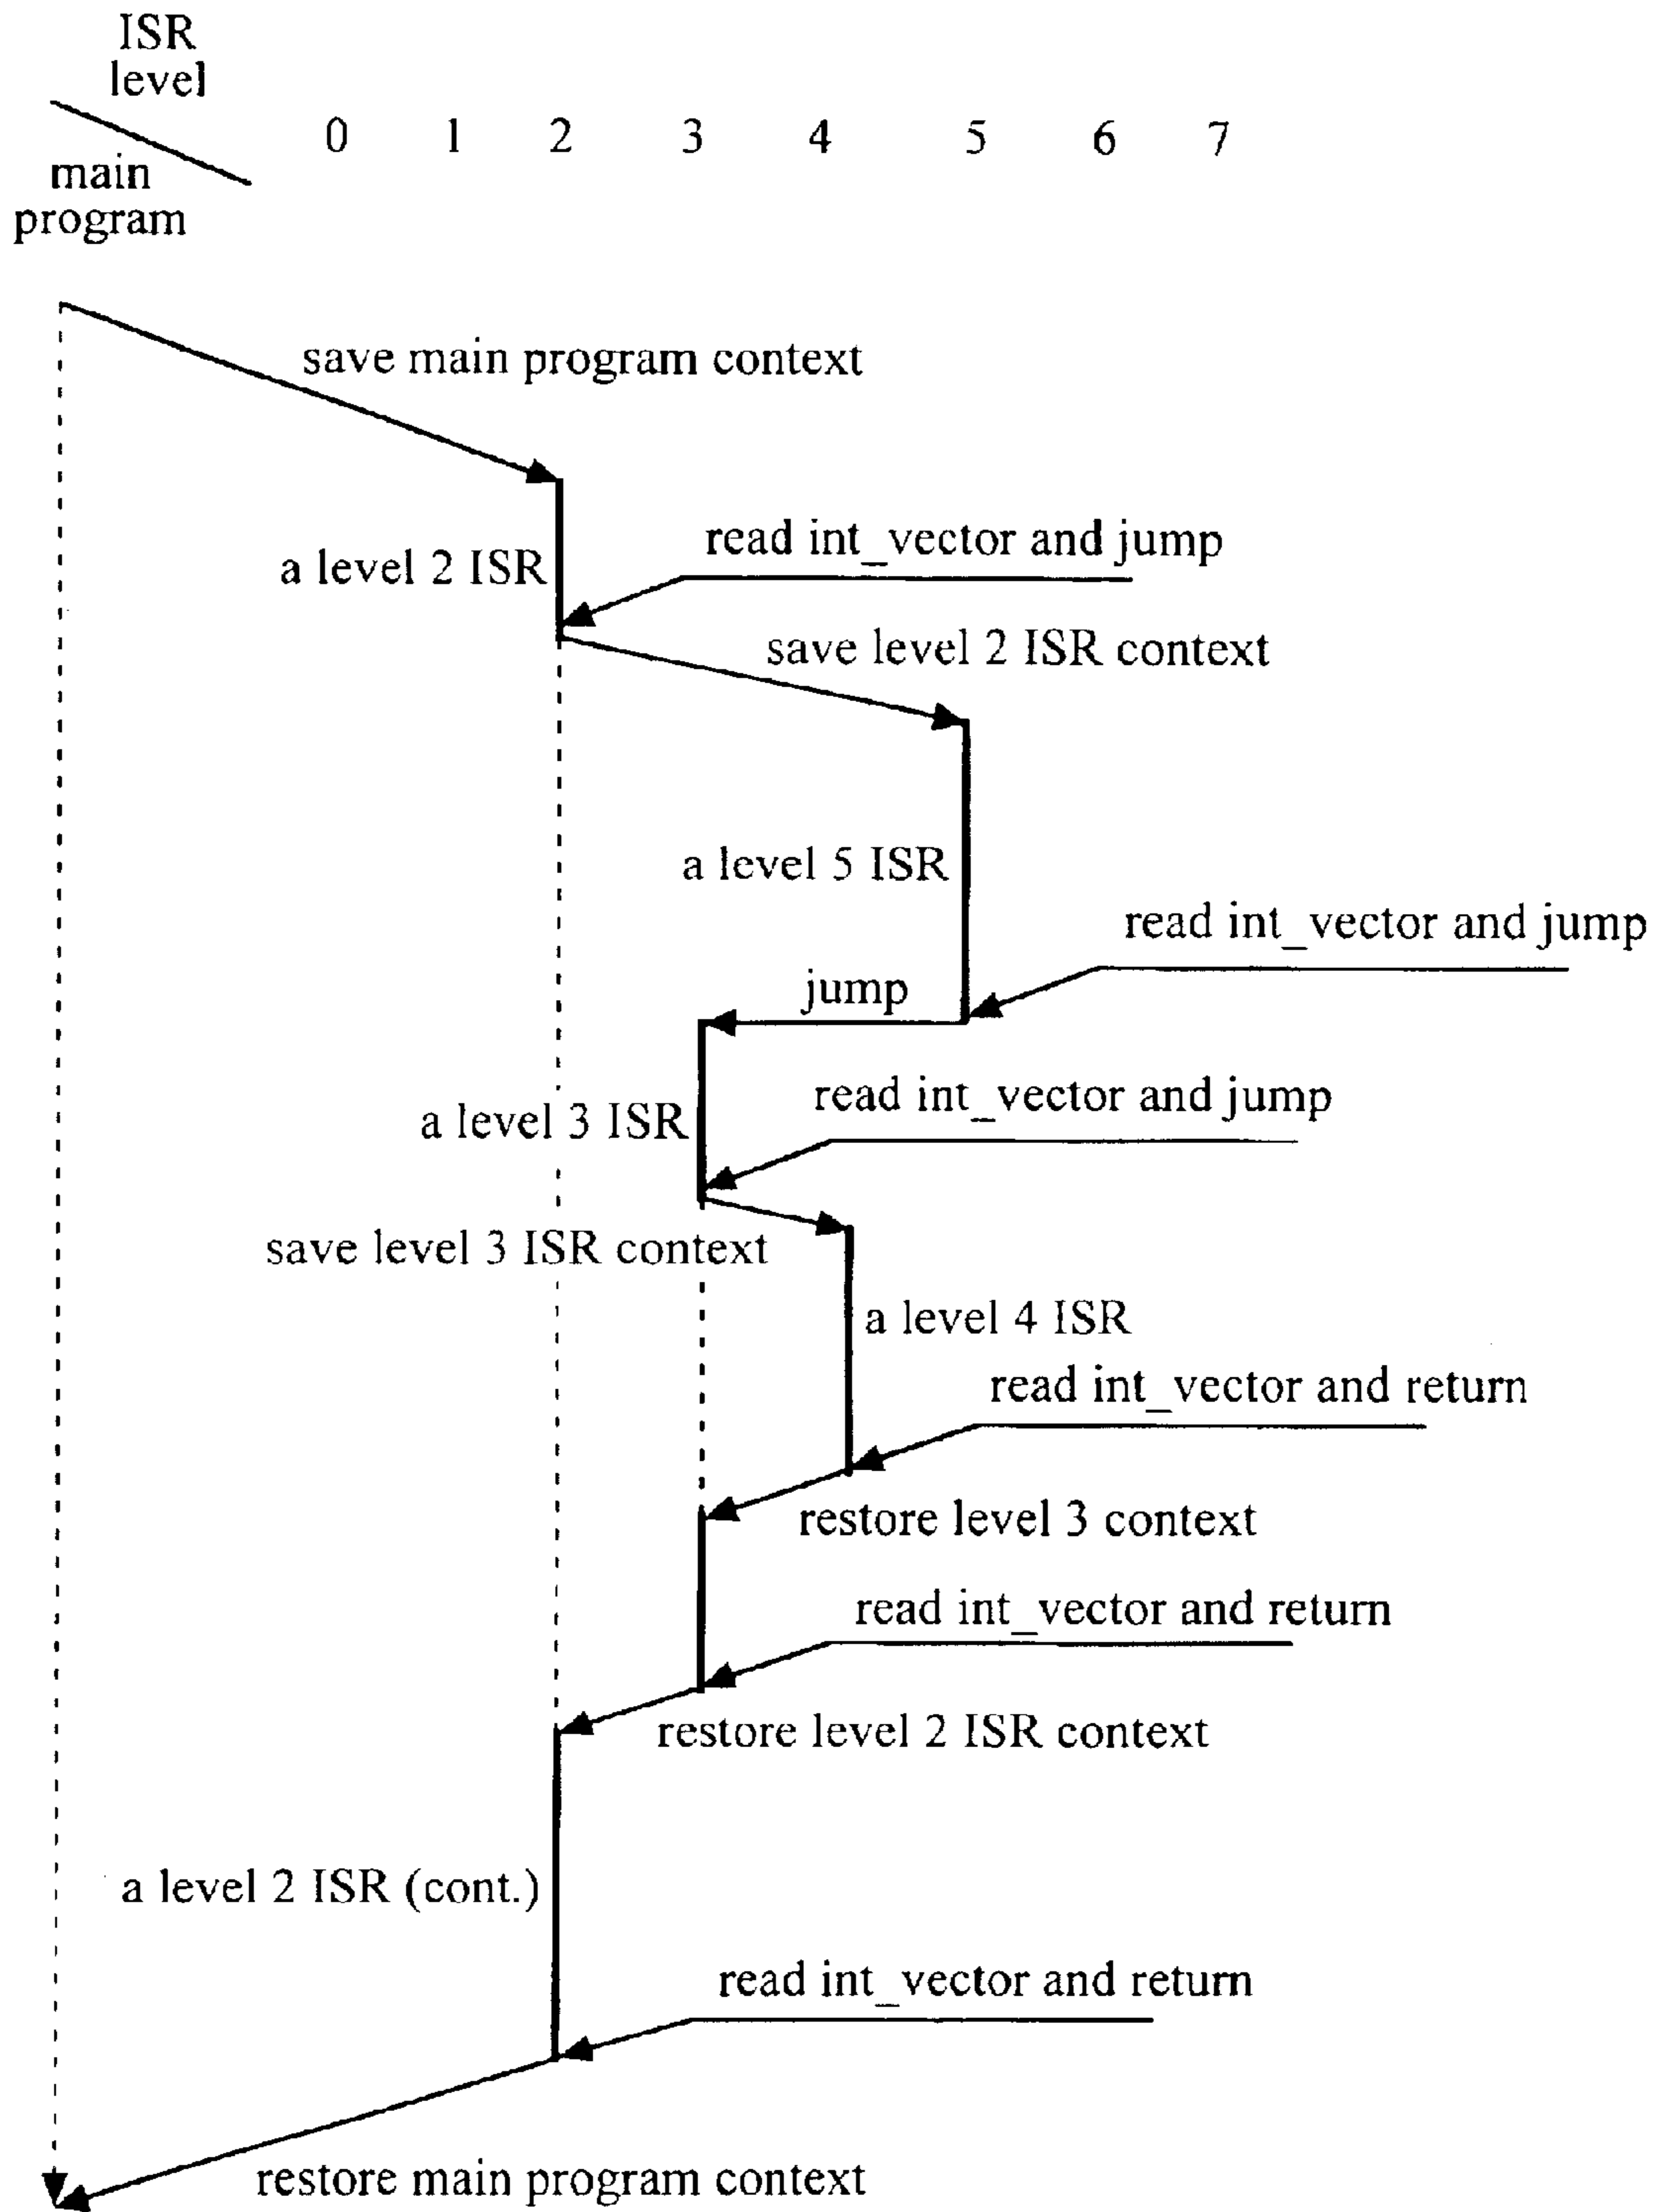 ISR
level
0 1 2 3 4 5 6 7
main
program
save main program context
read int_vector and jump
a level 2 ISR
save level 2 ISR context
a level 5 ISR
read int_vector and jump
jump
read int_vector and jump
a level 3 ISR
save level 3 ISR context
a level 4 ISR
read int_vector and return
restore level 3 context
read int_vector and return
restore level 2 ISR context
a level 2 ISR (cont.)
read int_vector and return
restore main program context